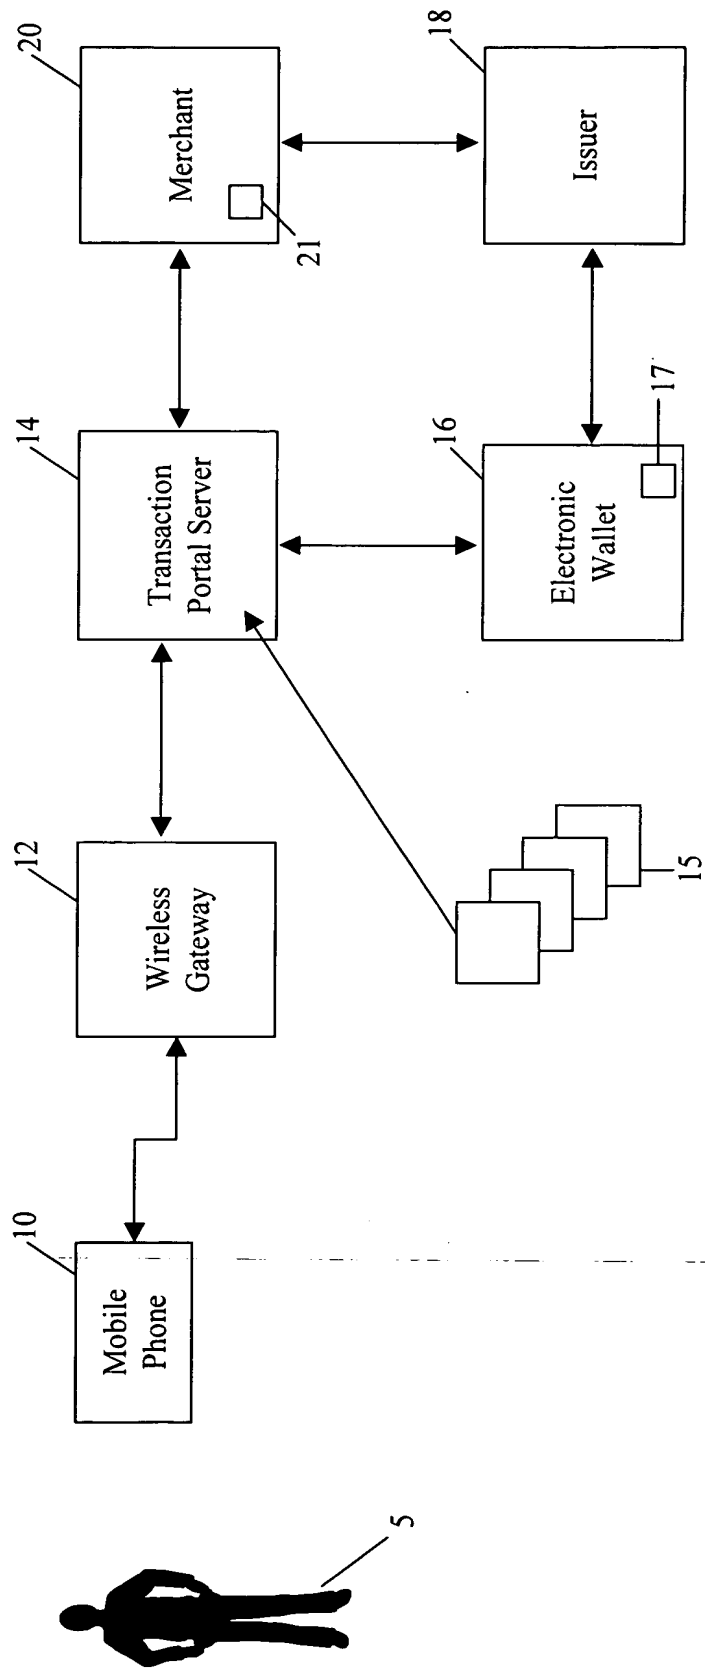 5
10
Mobile
Phone
12
Wireless
Gateway
14
Transaction
Portal Server
20
Merchant
21
15
16
Electronic
Wallet
17
18
Issuer